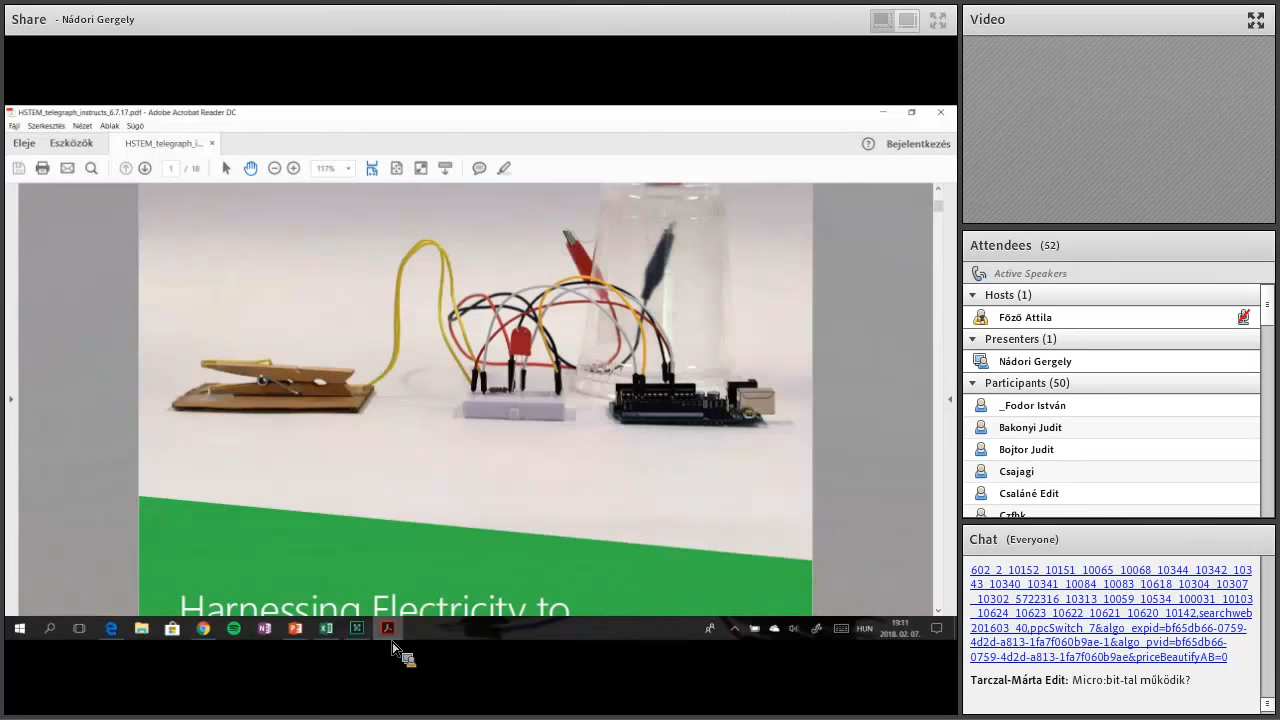 Share - Nádori Gergely
HSTEM_telegraph_instructs_6.7.17.pdf - Adobe Acrobat Reader DC
Fájl Szerkesztés Nézet Ablak Súgó
Eleje Eszközök HSTEM_telegraph_i... × Bejelentkezés
1 / 18 117%
Harnessing Electricity to
HUN 19:11
2018. 02. 07.
Video
Attendees (52)
Active Speakers
Hosts (1)
Főző Attila
Presenters (1)
Nádori Gergely
Participants (50)
_Fodor István
Bakonyi Judit
Bojtor Judit
Csajagi
Csaláné Edit
Czfbk
Chat (Everyone)
602_2_10152_10151_10065_10068_10344_10342_103
43_10340_10341_10084_10083_10618_10304_10307
_10302_5722316_10313_10059_10534_100031_10103
_10624_10623_10622_10621_10620_10142,searchweb
201603_40,ppcSwitch_7&algo_expid=bf65db66-0759-
4d2d-a813-1fa7f060b9ae-1&algo_pvid=bf65db66-
0759-4d2d-a813-1fa7f060b9ae&priceBeautifyAB=0
Tarczal-Márta Edit: Micro:bit-tal működik?